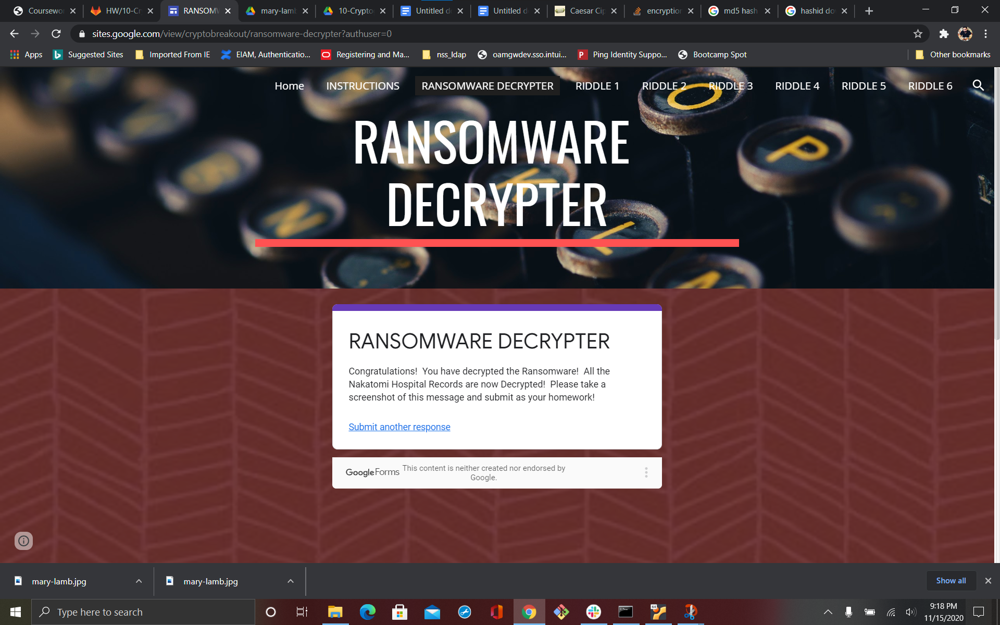 Coursewor
HW/10-Cr
RANSOMW
mary-lamb
10-Crypto
Untitled d
Untitled d
Caesar Cip
encryption
md5 hash
hashid do
sites.google.com/view/cryptobreakout/ransomware-decrypter?authuser=0
Apps
Suggested Sites
Imported From IE
EIAM, Authenticatio...
Registering and Ma...
nss_ldap
oamgwdev.sso.intui...
Ping Identity Suppo...
Bootcamp Spot
Other bookmarks
Home
INSTRUCTIONS
RANSOMWARE DECRYPTER
RIDDLE 1
RIDDLE 2
RIDDLE 3
RIDDLE 4
RIDDLE 5
RIDDLE 6
RANSOMWARE
DECRYPTER
O
P
K
N
I
A
RANSOMWARE DECRYPTER
Congratulations! You have decrypted the Ransomware! All the
Nakatomi Hospital Records are now Decrypted! Please take a
screenshot of this message and submit as your homework!
Submit another response
Google Forms
This content is neither created nor endorsed by
Google.
mary-lamb.jpg
mary-lamb.jpg
Show all
Type here to search
64
9:18 PM
11/15/2020